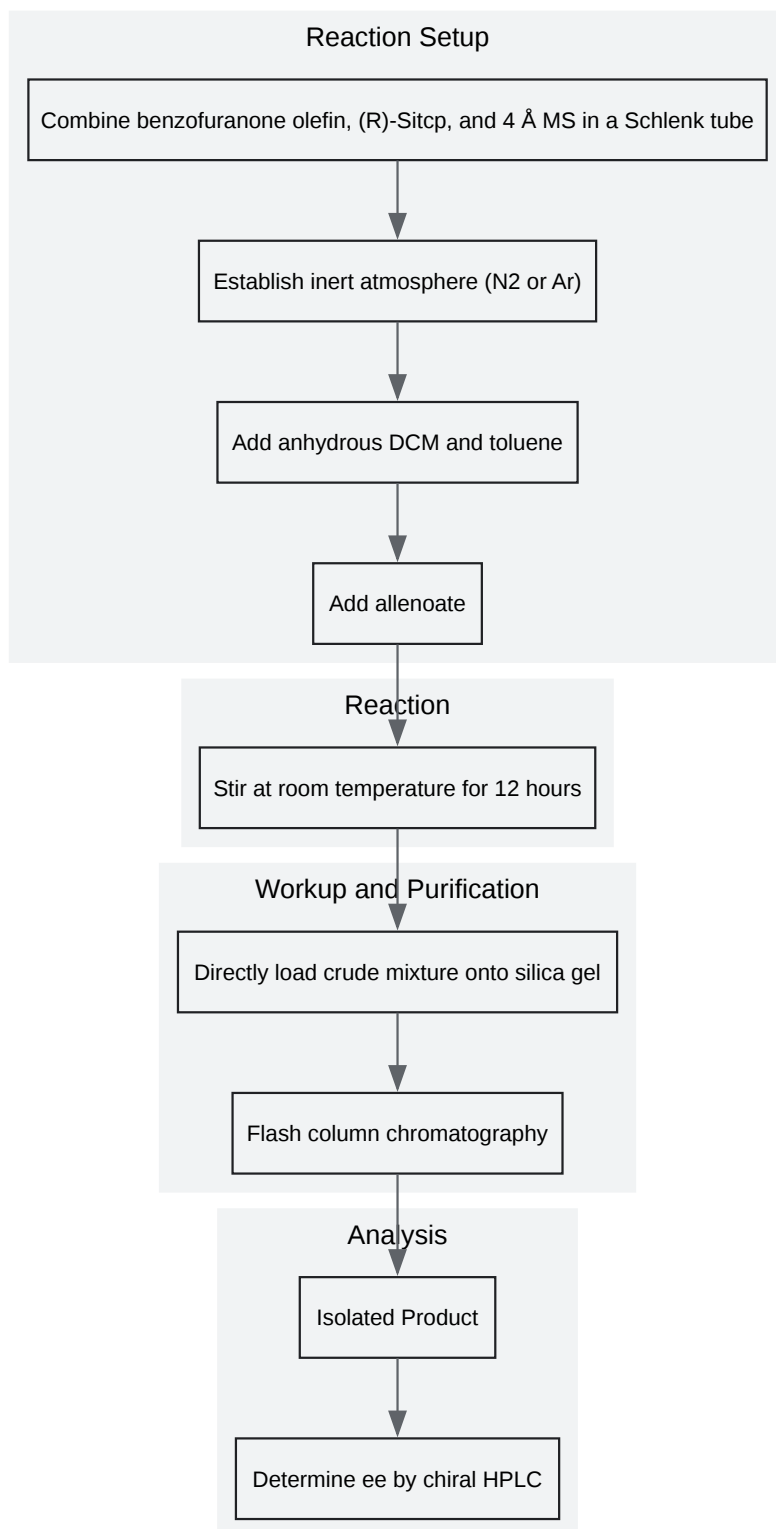 Reaction Setup
Combine benzofuranone olefin, (R)-Sitcp, and 4 Å MS in a Schlenk tube
Establish inert atmosphere (N2 or Ar)
Add anhydrous DCM and toluene
Add allenoate
Reaction
Stir at room temperature for 12 hours
Workup and Purification
Directly load crude mixture onto silica gel
Flash column chromatography
Analysis
Isolated Product
Determine ee by chiral HPLC